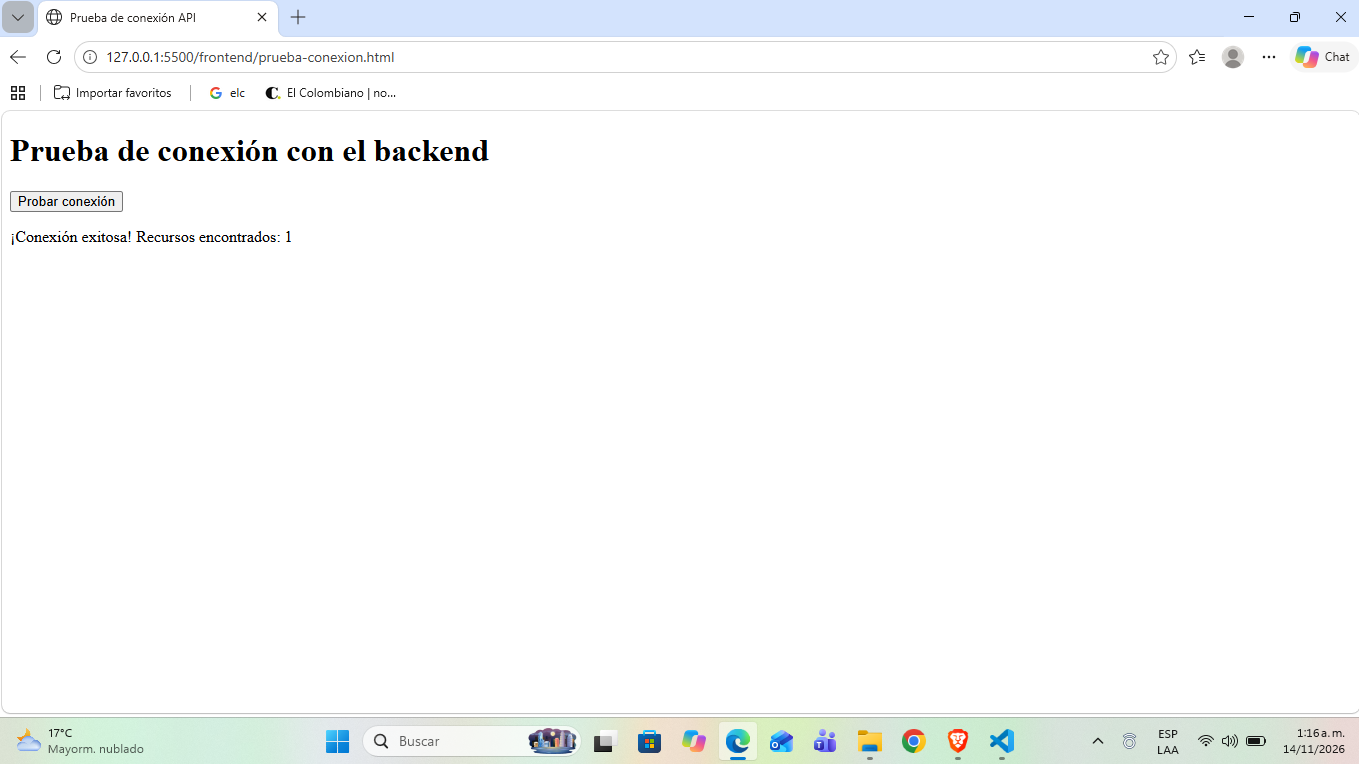 Prueba de conexión API
127.0.0.1:5500/frontend/prueba-conexion.html
Chat
Importar favoritos
elc
El Colombiano | no...
Prueba de conexión con el backend
Probar conexión
¡Conexión exitosa! Recursos encontrados: 1
17°C
Mayorm. nublado
Buscar
ESP
LAA
1:16 a. m.
14/11/2026